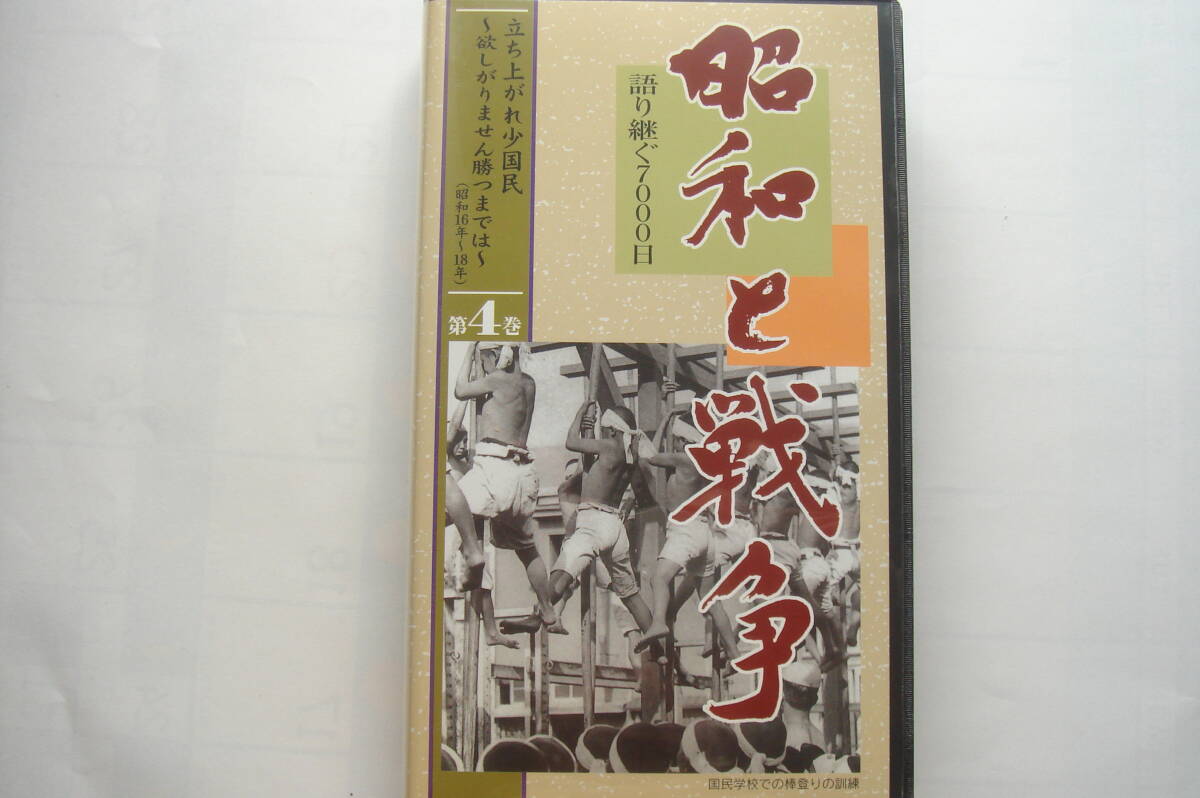 昭和と戦争
語り継ぐ7000日
立ち上がれ少国民
〜欲しがりません勝つまでは〜
（昭和16年〜18年）
第4巻
国民学校での棒登りの訓練